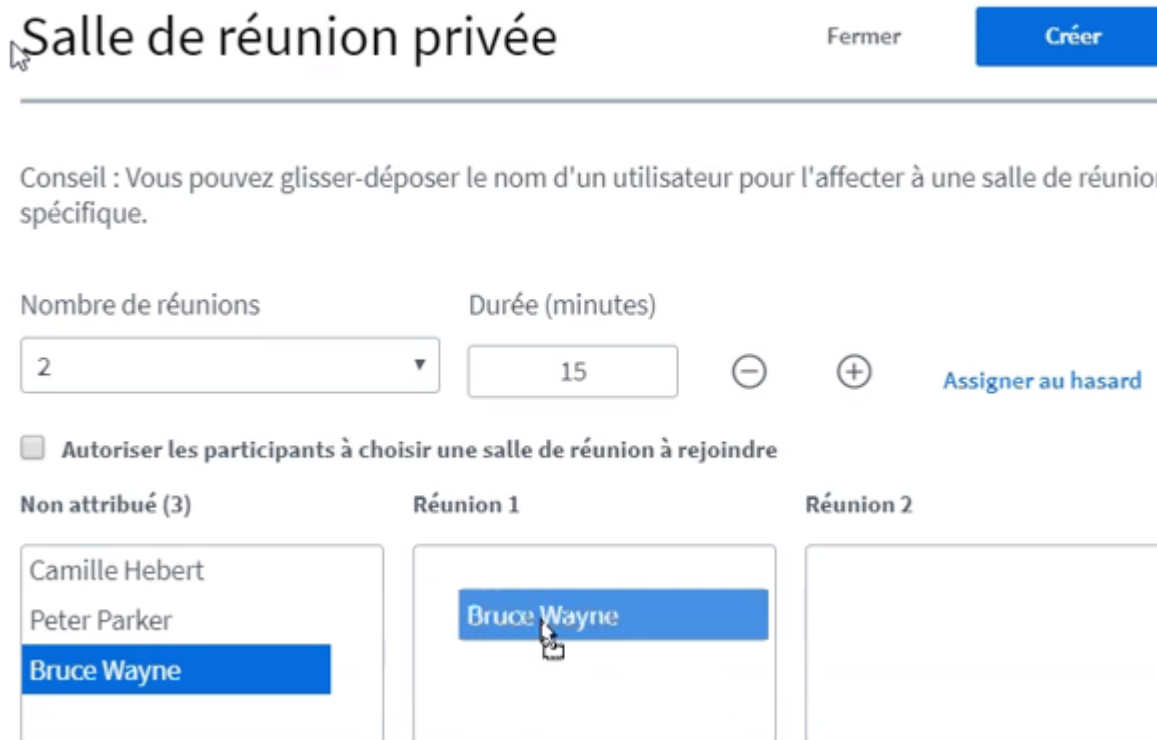 Salle de réunion privée
Fermer
Créer
Conseil : Vous pouvez glisser-déposer le nom d'un utilisateur pour l'affecter à une salle de réunion
spécifique.
Nombre de réunions
Durée (minutes)
2
15
Assigner au hasard
Autoriser les participants à choisir une salle de réunion à rejoindre
Non attribué (3)
Réunion 1
Réunion 2
Camille Hebert
Peter Parker
Bruce Wayne
Bruce Wayne